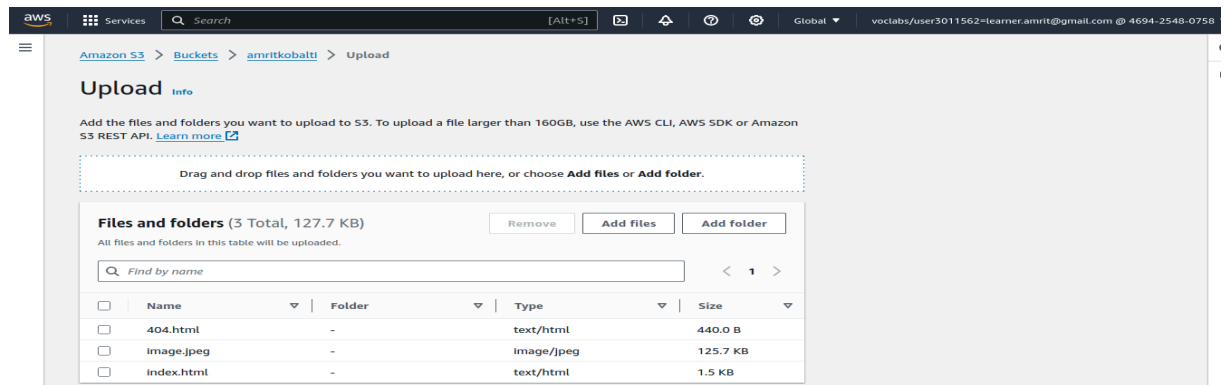 aws Services Search [Alt+S] Global ▼ voclabs/user3011562=learner.amrit@gmail.com @ 4694-2548-0758
Amazon S3 > Buckets > amritkobalti > Upload
Upload Info
Add the files and folders you want to upload to S3. To upload a file larger than 160GB, use the AWS CLI, AWS SDK or Amazon
S3 REST API. Learn more
Drag and drop files and folders you want to upload here, or choose Add files or Add folder.
Files and folders (3 Total, 127.7 KB) Remove Add files Add folder
All files and folders in this table will be uploaded.
Find by name < 1 >
Name Folder Type Size
404.html - text/html 440.0 B
image.jpeg - image/jpeg 125.7 KB
index.html - text/html 1.5 KB